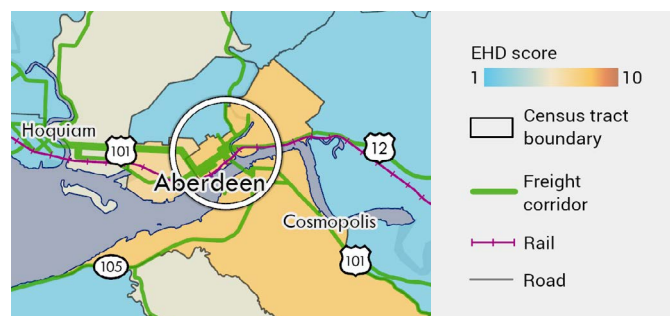 Hoquiam
101
12
Aberdeen
Cosmopolis
105
101
EHD score
1 10
Census tract
boundary
Freight
corridor
Rail
Road